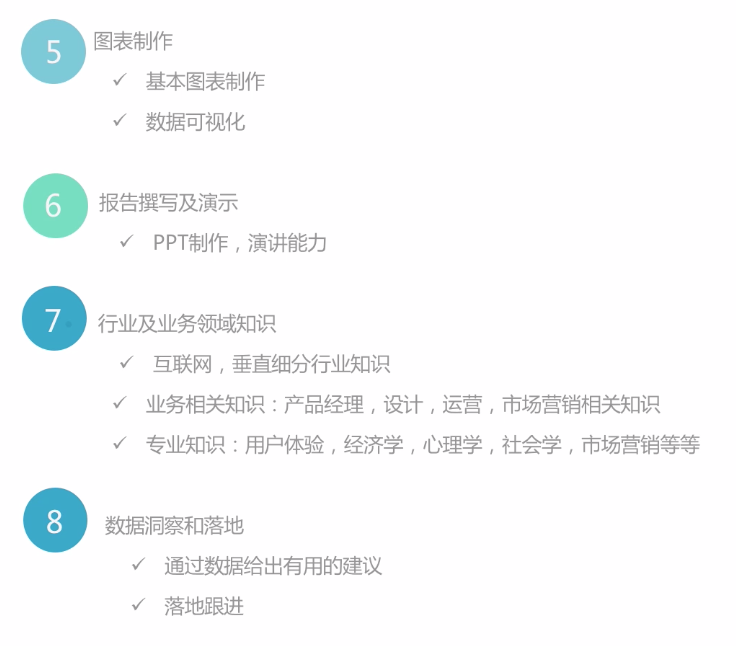 5 图表制作
✓ 基本图表制作
✓ 数据可视化
6 报告撰写及演示
✓ PPT制作，演讲能力
7 行业及业务领域知识
✓ 互联网，垂直细分行业知识
✓ 业务相关知识：产品经理，设计，运营，市场营销相关知识
✓ 专业知识：用户体验，经济学，心理学，社会学，市场营销等等
8 数据洞察和落地
✓ 通过数据给出有用的建议
✓ 落地跟进